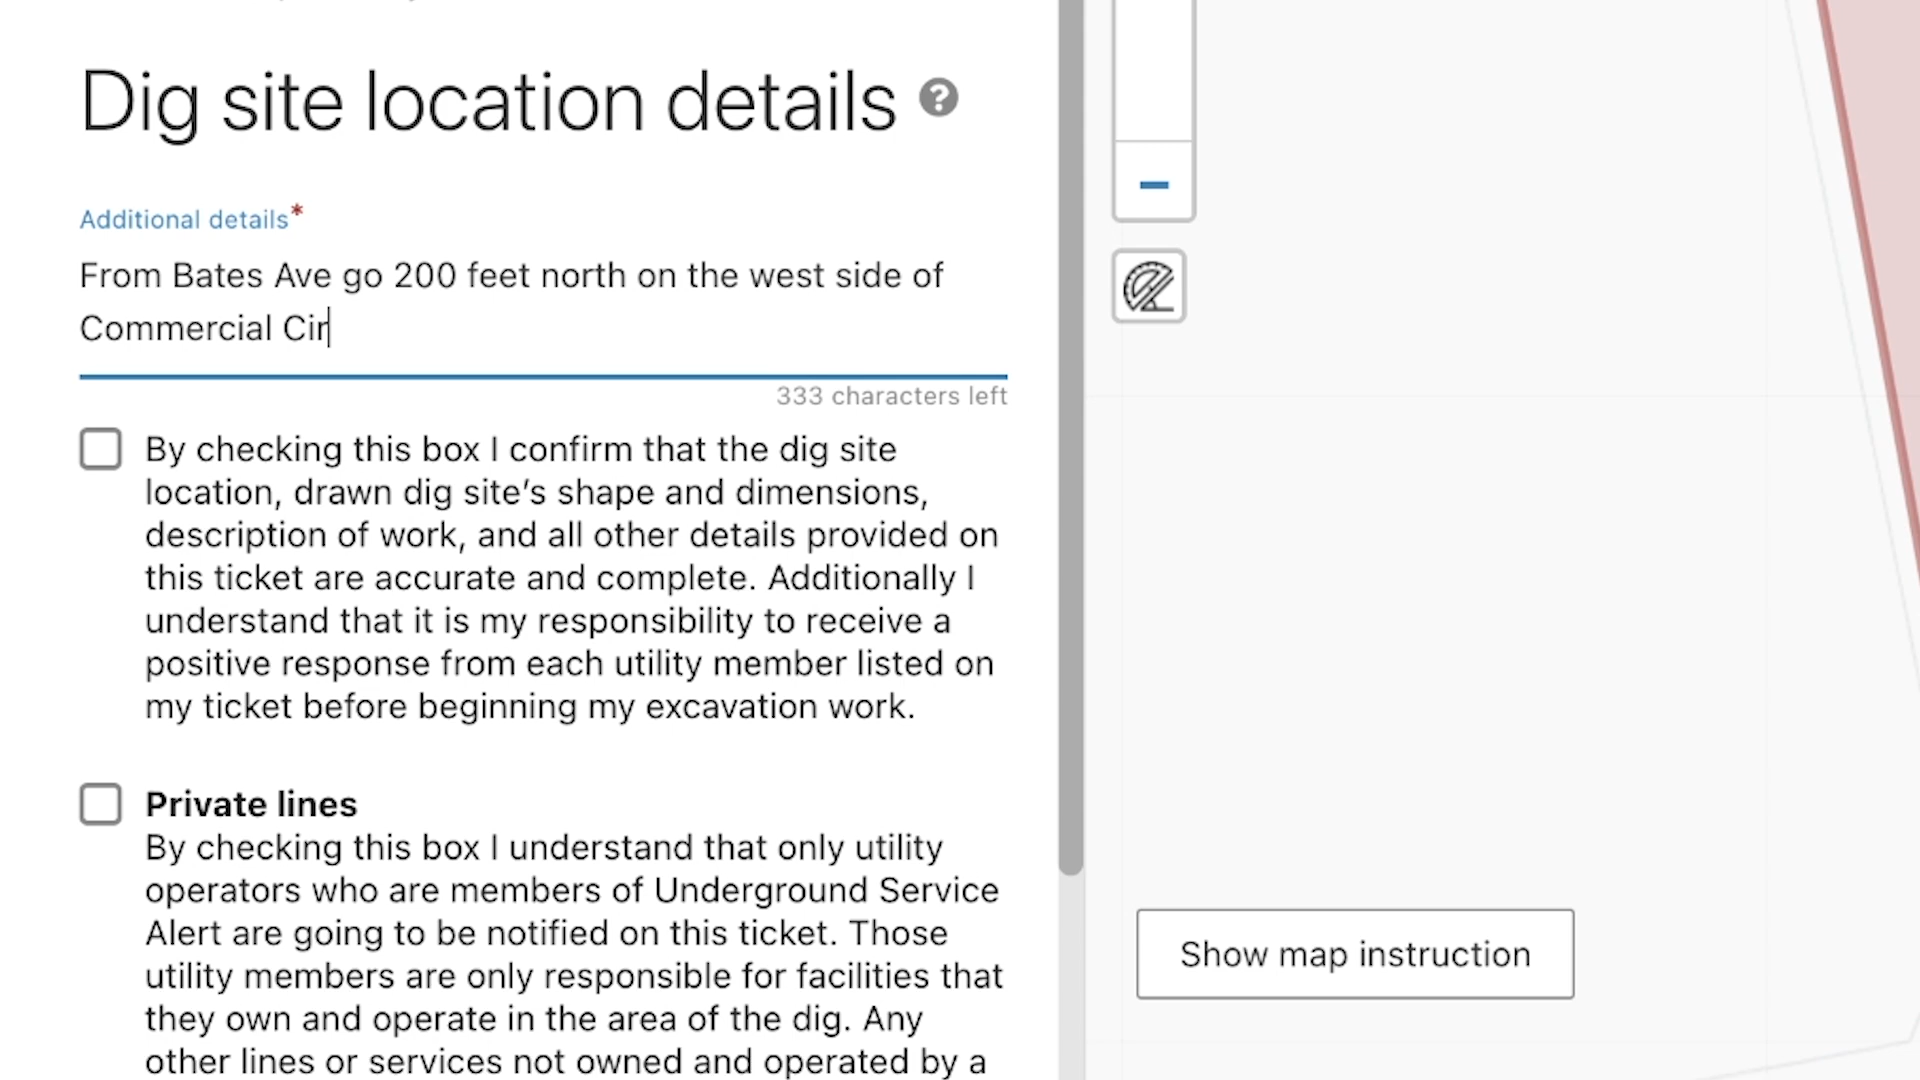 Dig site location details ?
Additional details*
From Bates Ave go 200 feet north on the west side of
Commercial Cir
333 characters left
By checking this box I confirm that the dig site
location, drawn dig site’s shape and dimensions,
description of work, and all other details provided on
this ticket are accurate and complete. Additionally I
understand that it is my responsibility to receive a
positive response from each utility member listed on
my ticket before beginning my excavation work.
Private lines
By checking this box I understand that only utility
operators who are members of Underground Service
Alert are going to be notified on this ticket. Those
utility members are only responsible for facilities that
they own and operate in the area of the dig. Any
other lines or services not owned and operated by a
Show map instruction